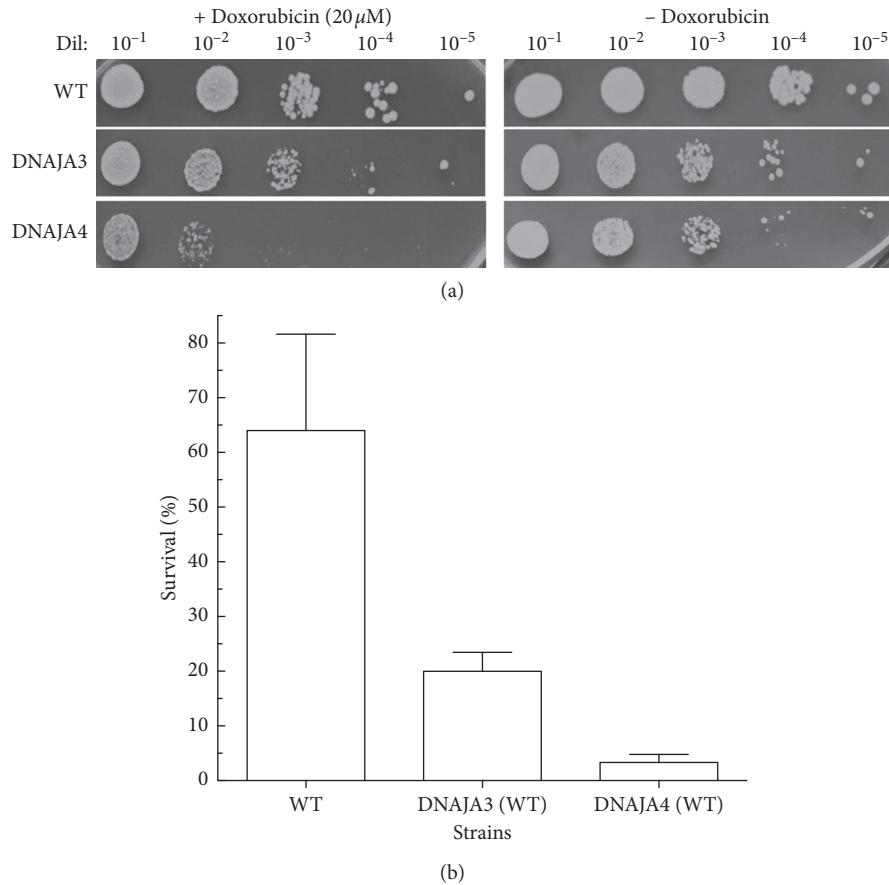 + Doxorubicin (20 μM) – Doxorubicin
Dil: 10⁻¹ 10⁻² 10⁻³ 10⁻⁴ 10⁻⁵ 10⁻¹ 10⁻² 10⁻³ 10⁻⁴ 10⁻⁵
WT
DNAJA3
DNAJA4
(a)
80
70
60
50
40
30
20
10
0
Survival (%)
WT DNAJA3 (WT) DNAJA4 (WT)
Strains
(b)